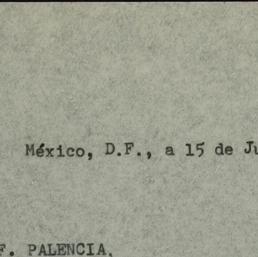 México, D.F., a 15 de Ju
F. PALENCIA,